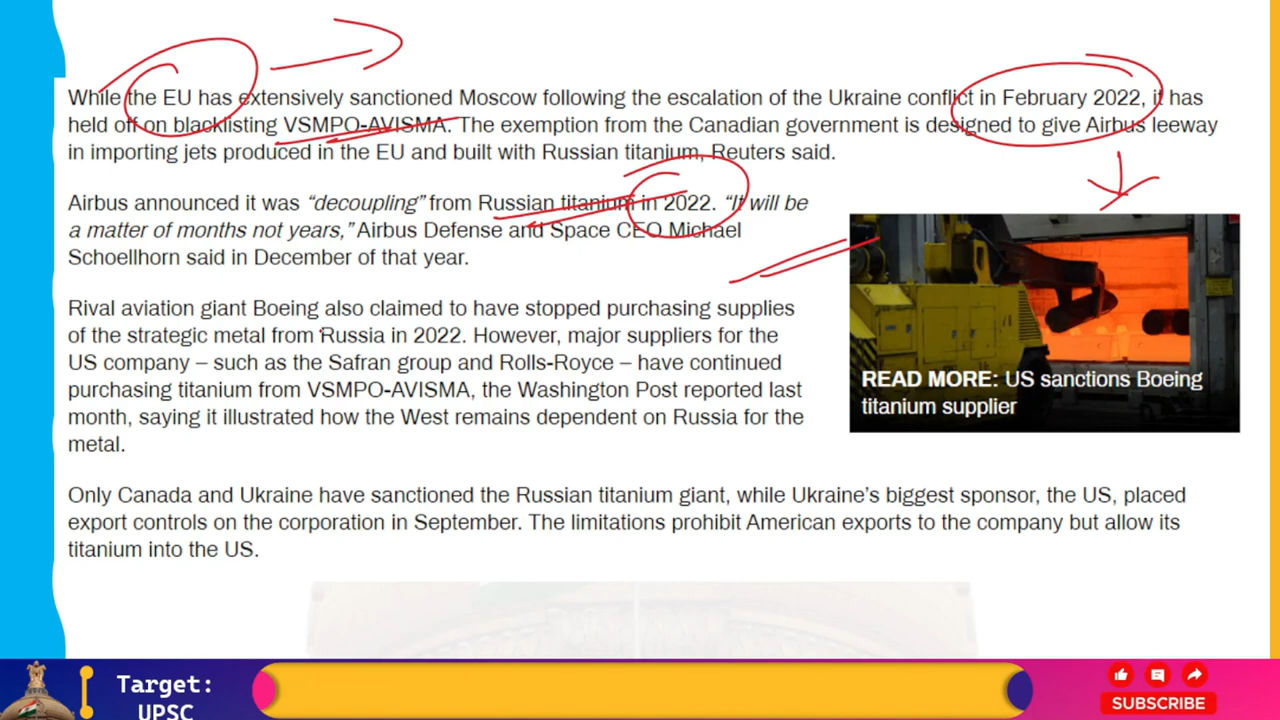 While the EU has extensively sanctioned Moscow following the escalation of the Ukraine conflict in February 2022, it has
held off on blacklisting VSMPO-AVISMA. The exemption from the Canadian government is designed to give Airbus leeway
in importing jets produced in the EU and built with Russian titanium, Reuters said.
Airbus announced it was “decoupling” from Russian titanium in 2022. “It will be
a matter of months not years,” Airbus Defense and Space CEO Michael
Schoellhorn said in December of that year.
Rival aviation giant Boeing also claimed to have stopped purchasing supplies
of the strategic metal from Russia in 2022. However, major suppliers for the
US company – such as the Safran group and Rolls-Royce – have continued
purchasing titanium from VSMPO-AVISMA, the Washington Post reported last
month, saying it illustrated how the West remains dependent on Russia for the
metal.
READ MORE: US sanctions Boeing
titanium supplier
Only Canada and Ukraine have sanctioned the Russian titanium giant, while Ukraine’s biggest sponsor, the US, placed
export controls on the corporation in September. The limitations prohibit American exports to the company but allow its
titanium into the US.
Target:
UPSC
SUBSCRIBE